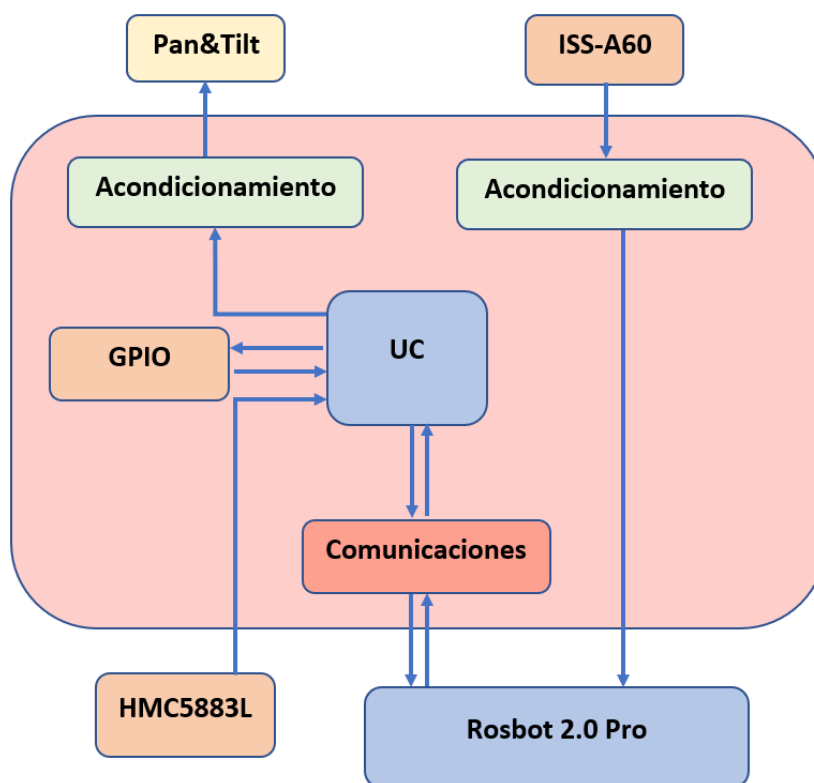 Pan&Tilt
ISS-A60
Acondicionamiento
Acondicionamiento
UC
GPIO
Comunicaciones
HMC5883L
Rosbot 2.0 Pro